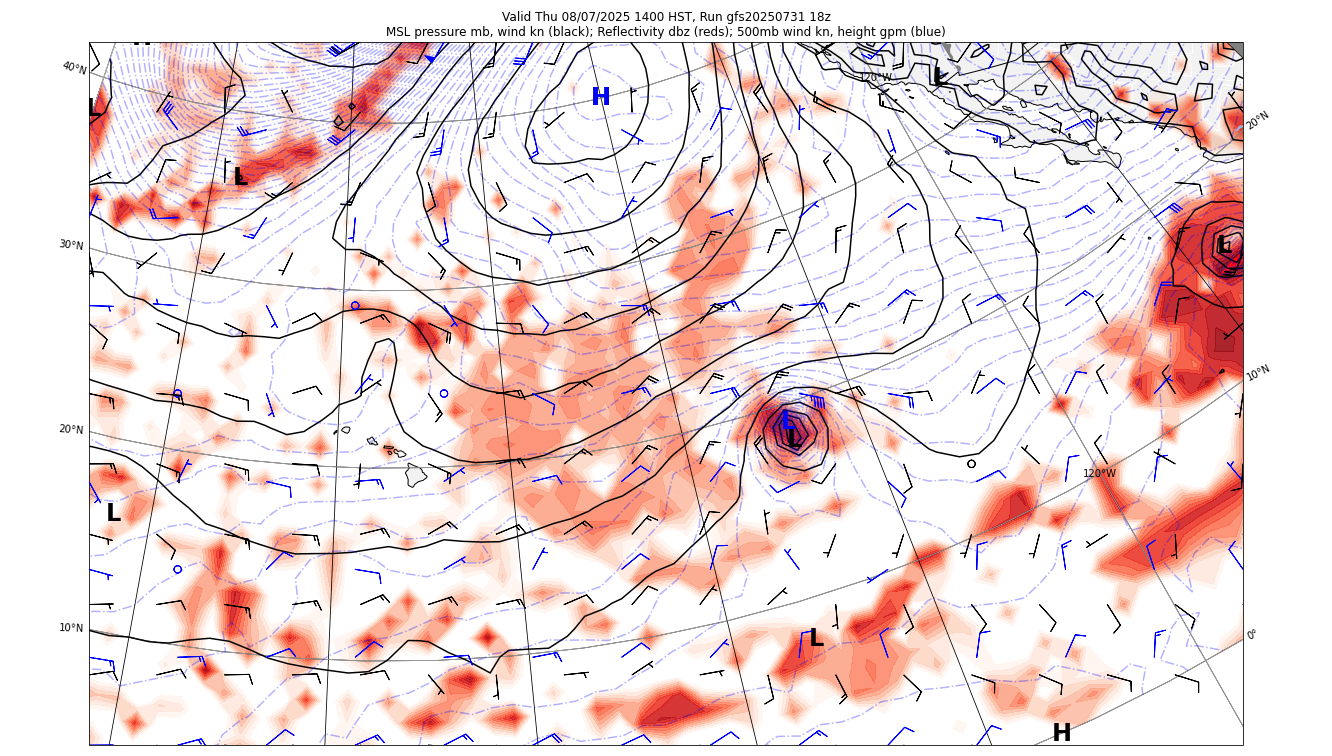 Valid Thu 08/07/2025 1400 HST, Run gfs20250731 18z
MSL pressure mb, wind kn (black); Reflectivity dbz (reds); 500mb wind kn, height gpm (blue)
40°N
120°W
L
H
L
20°N
L
30°N
L
10°N
L
L
20°N
120°W
L
10°N
L
0°
H